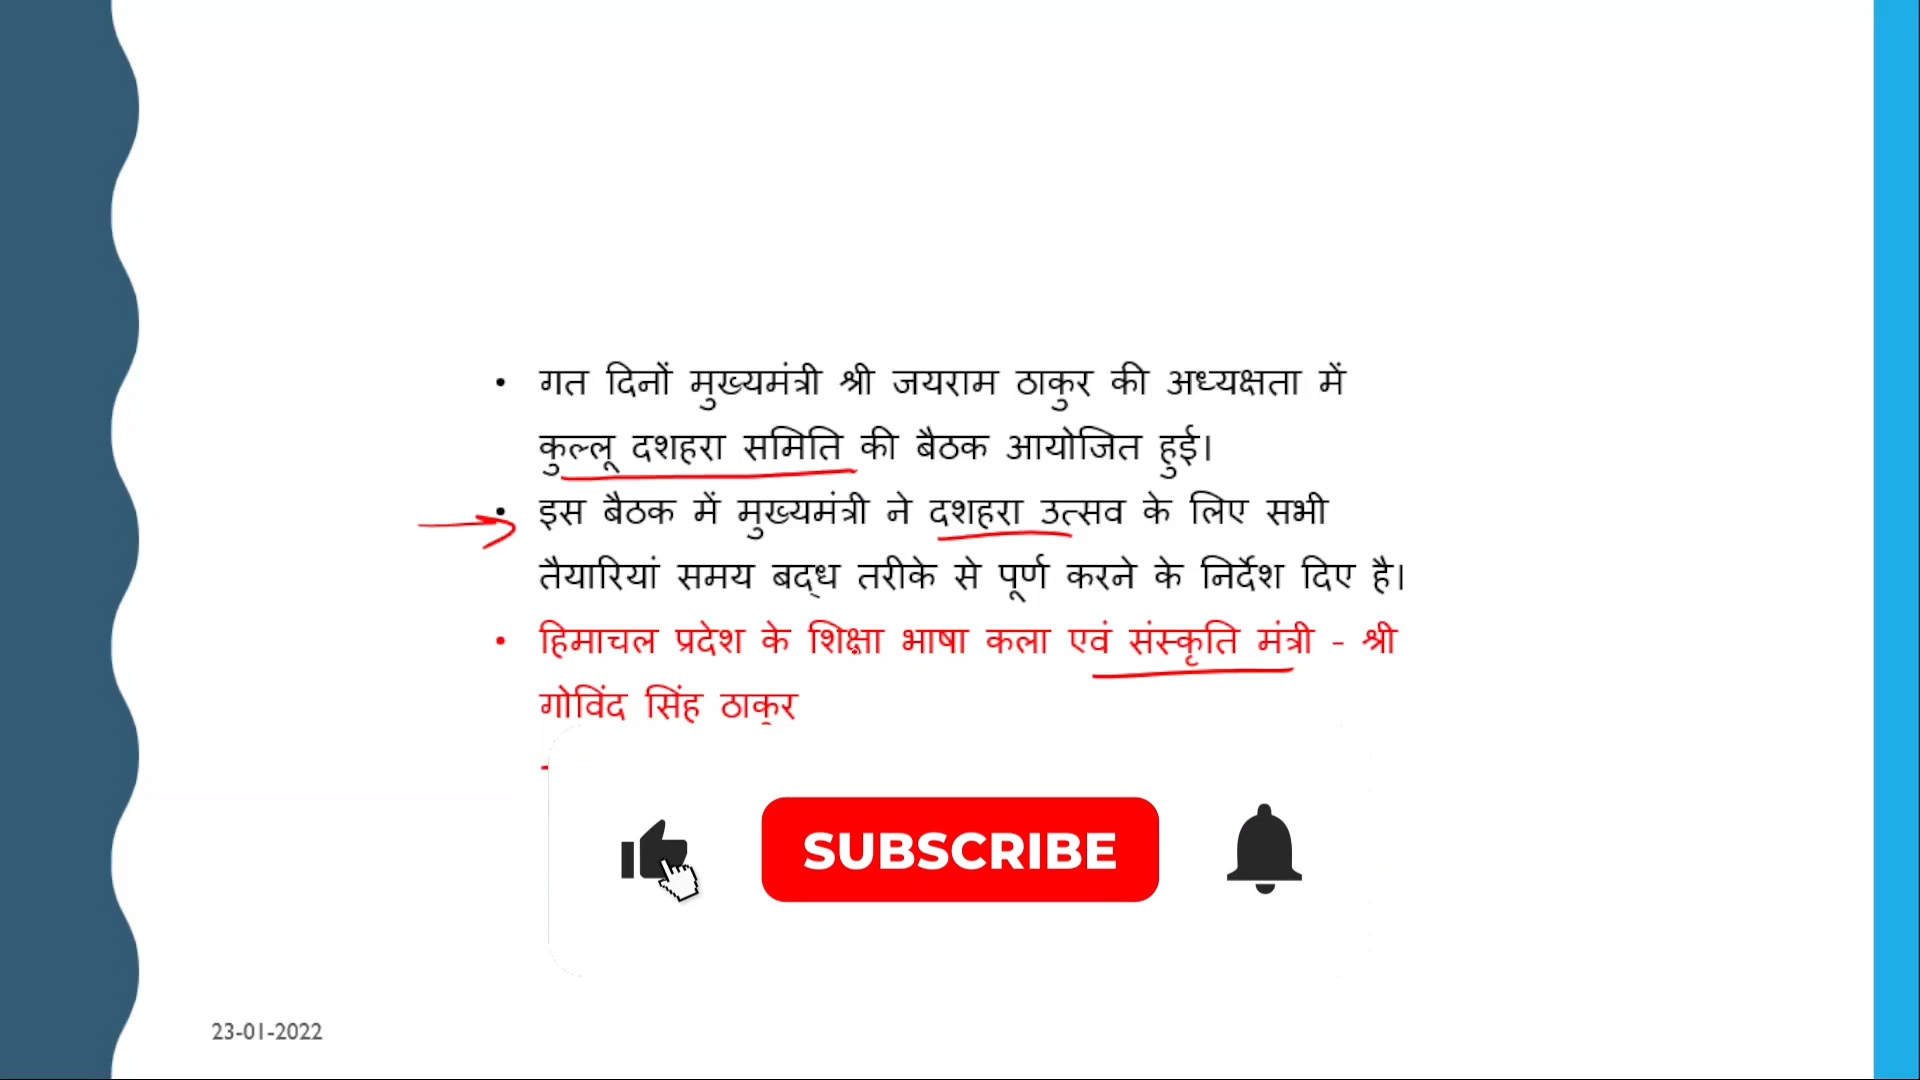 • गत दिनों मुख्यमंत्री श्री जयराम ठाकुर की अध्यक्षता में
कुल्लू दशहरा समिति की बैठक आयोजित हुई।
• इस बैठक में मुख्यमंत्री ने दशहरा उत्सव के लिए सभी
तैयारियां समय बद्ध तरीके से पूर्ण करने के निर्देश दिए है।
• हिमाचल प्रदेश के शिक्षा भाषा कला एवं संस्कृति मंत्री - श्री
गोविंद सिंह ठाकुर
SUBSCRIBE
23-01-2022